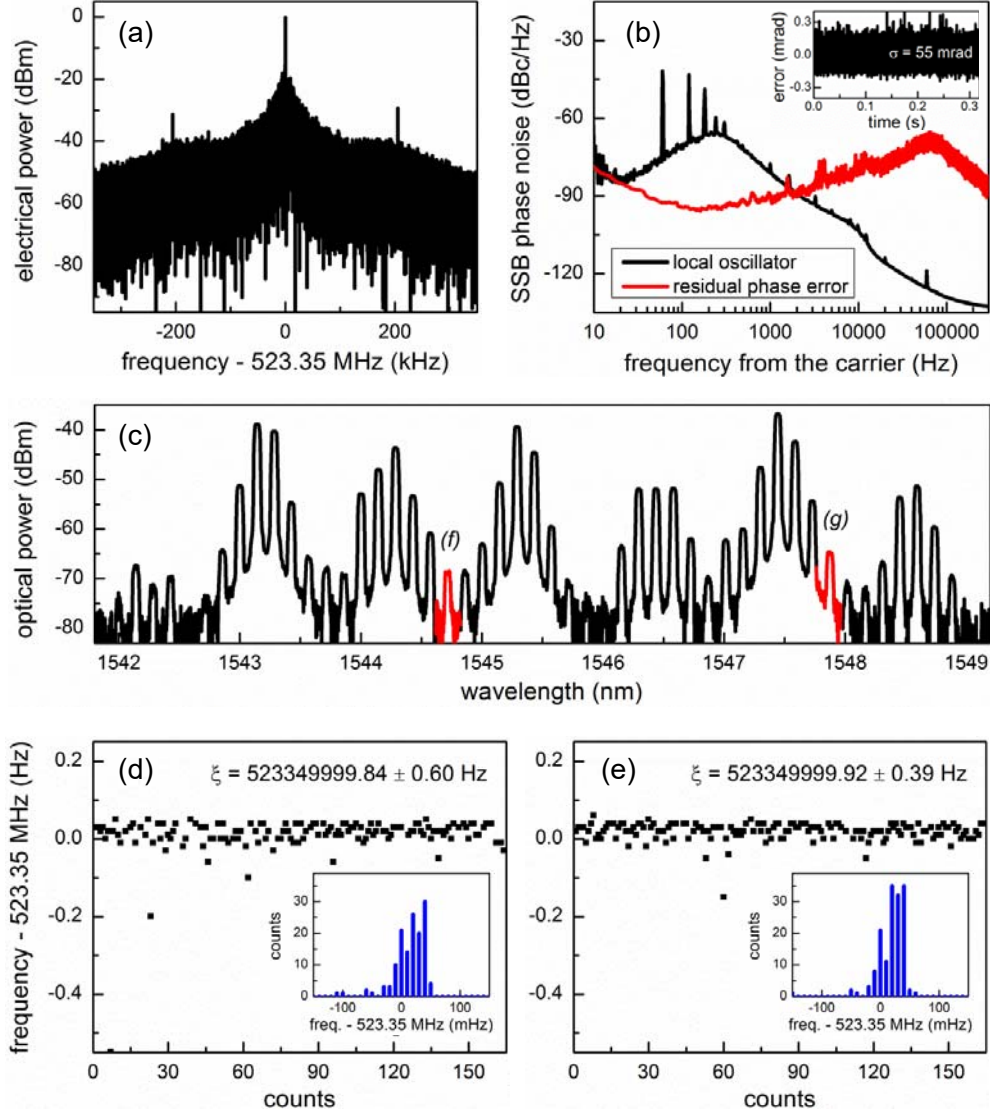 (a)
0
-20
-40
-60
-80
electrical power (dBm)
-200 0 200
frequency - 523.35 MHz (kHz)
(b)
-30
-60
-90
-120
SSB phase noise (dBc/Hz)
0.3
0.0
-0.3
error (mrad)
σ = 55 mrad
0.0 0.1 0.2 0.3
time (s)
local oscillator
residual phase error
10 100 1000 10000 100000
frequency from the carrier (Hz)
(c)
-40
-50
-60
-70
-80
optical power (dBm)
(f)
(g)
1542 1543 1544 1545 1546 1547 1548 1549
wavelength (nm)
(d)
ξ = 523349999.84 ± 0.60 Hz
0.2
0.0
-0.2
-0.4
frequency - 523.35 MHz (Hz)
30
20
10
0
counts
-100 0 100
freq. - 523.35 MHz (mHz)
0 30 60 90 120 150
counts
(e)
ξ = 523349999.92 ± 0.39 Hz
0.2
0.0
-0.2
-0.4
30
20
10
0
counts
-100 0 100
freq. - 523.35 MHz (mHz)
0 30 60 90 120 150
counts